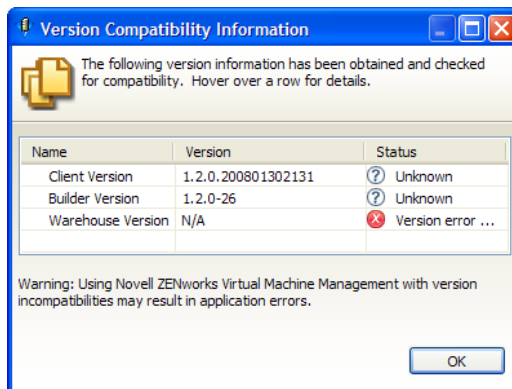 Version Compatibility Information
The following version information has been obtained and checked
for compatibility. Hover over a row for details.
Name Version Status
Client Version 1.2.0.200801302131 Unknown
Builder Version 1.2.0-26 Unknown
Warehouse Version N/A Version error ...
Warning: Using Novell ZENworks Virtual Machine Management with version
incompatibilities may result in application errors.
OK